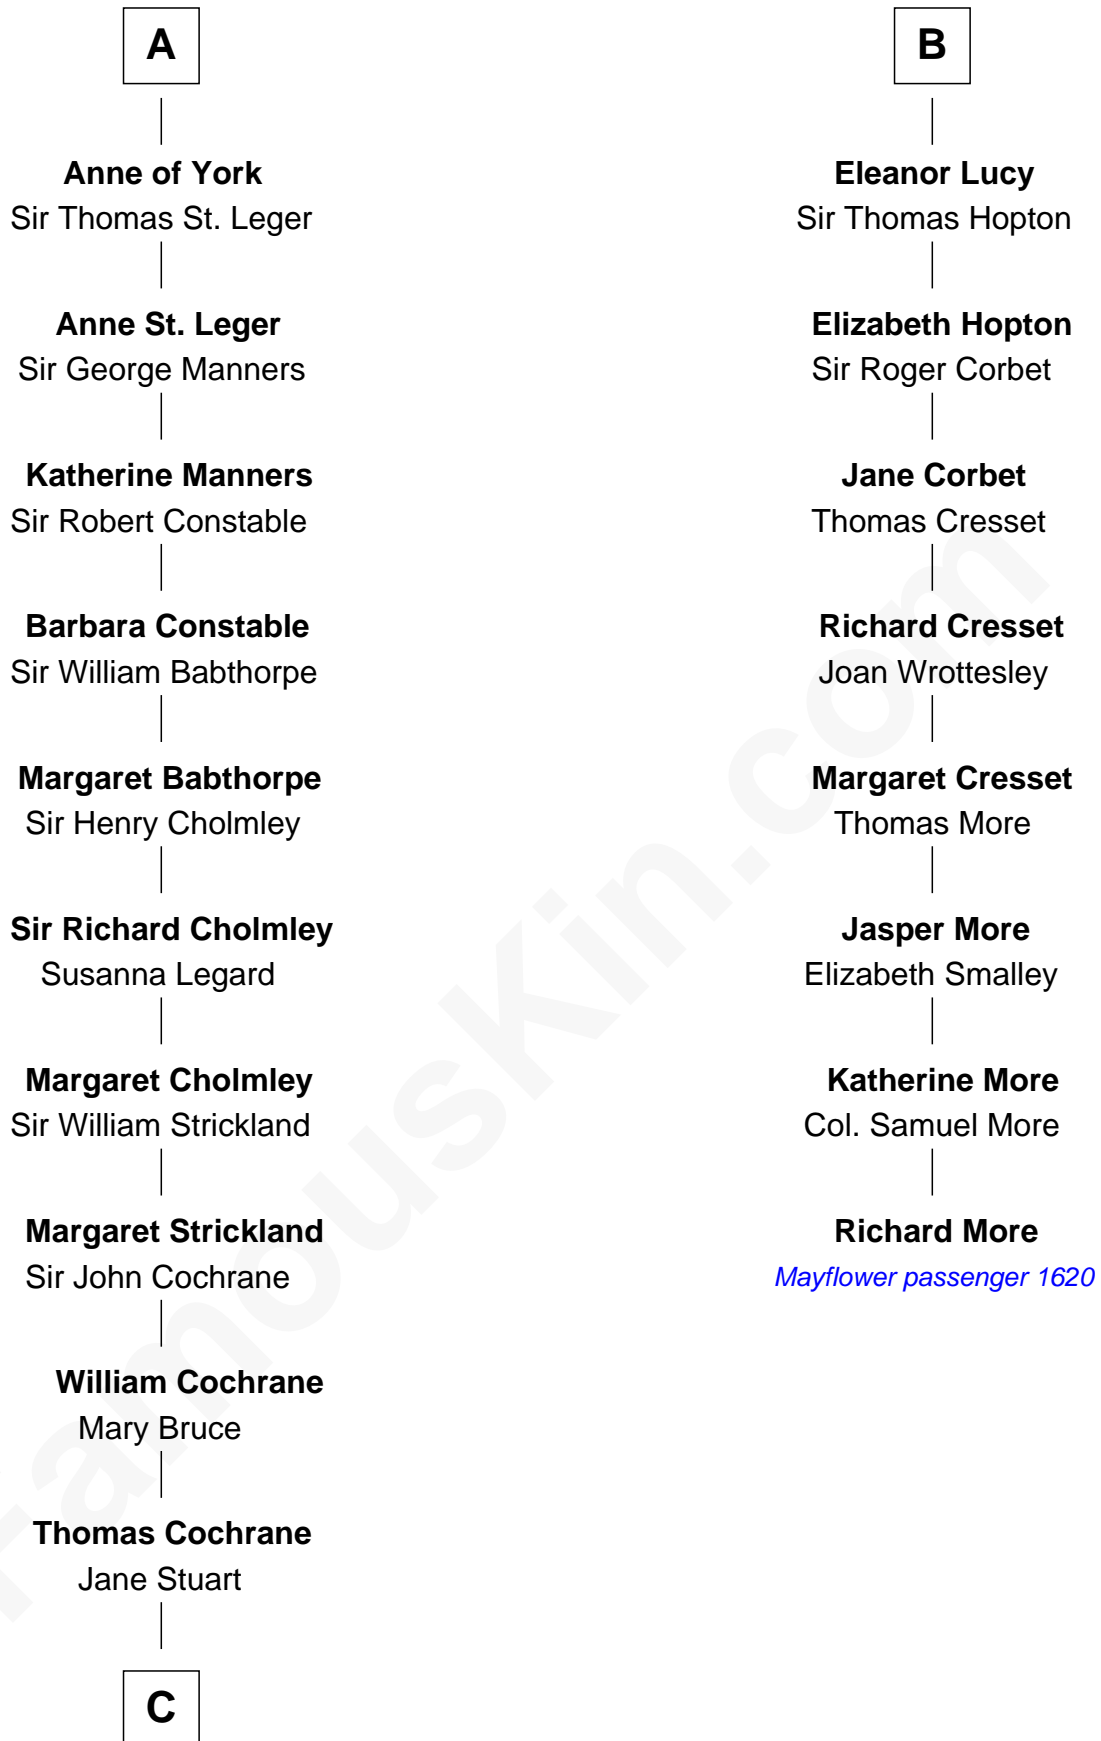 A
Anne of York
Sir Thomas St. Leger
Anne St. Leger
Sir George Manners
Katherine Manners
Sir Robert Constable
Barbara Constable
Sir William Babthorpe
Margaret Babthorpe
Sir Henry Cholmley
Sir Richard Cholmley
Susanna Legard
Margaret Cholmley
Sir William Strickland
Margaret Strickland
Sir John Cochrane
William Cochrane
Mary Bruce
Thomas Cochrane
Jane Stuart
C
B
Eleanor Lucy
Sir Thomas Hopton
Elizabeth Hopton
Sir Roger Corbet
Jane Corbet
Thomas Cresset
Richard Cresset
Joan Wrottesley
Margaret Cresset
Thomas More
Jasper More
Elizabeth Smalley
Katherine More
Col. Samuel More
Richard More
Mayflower passenger 1620
FamousKin.com